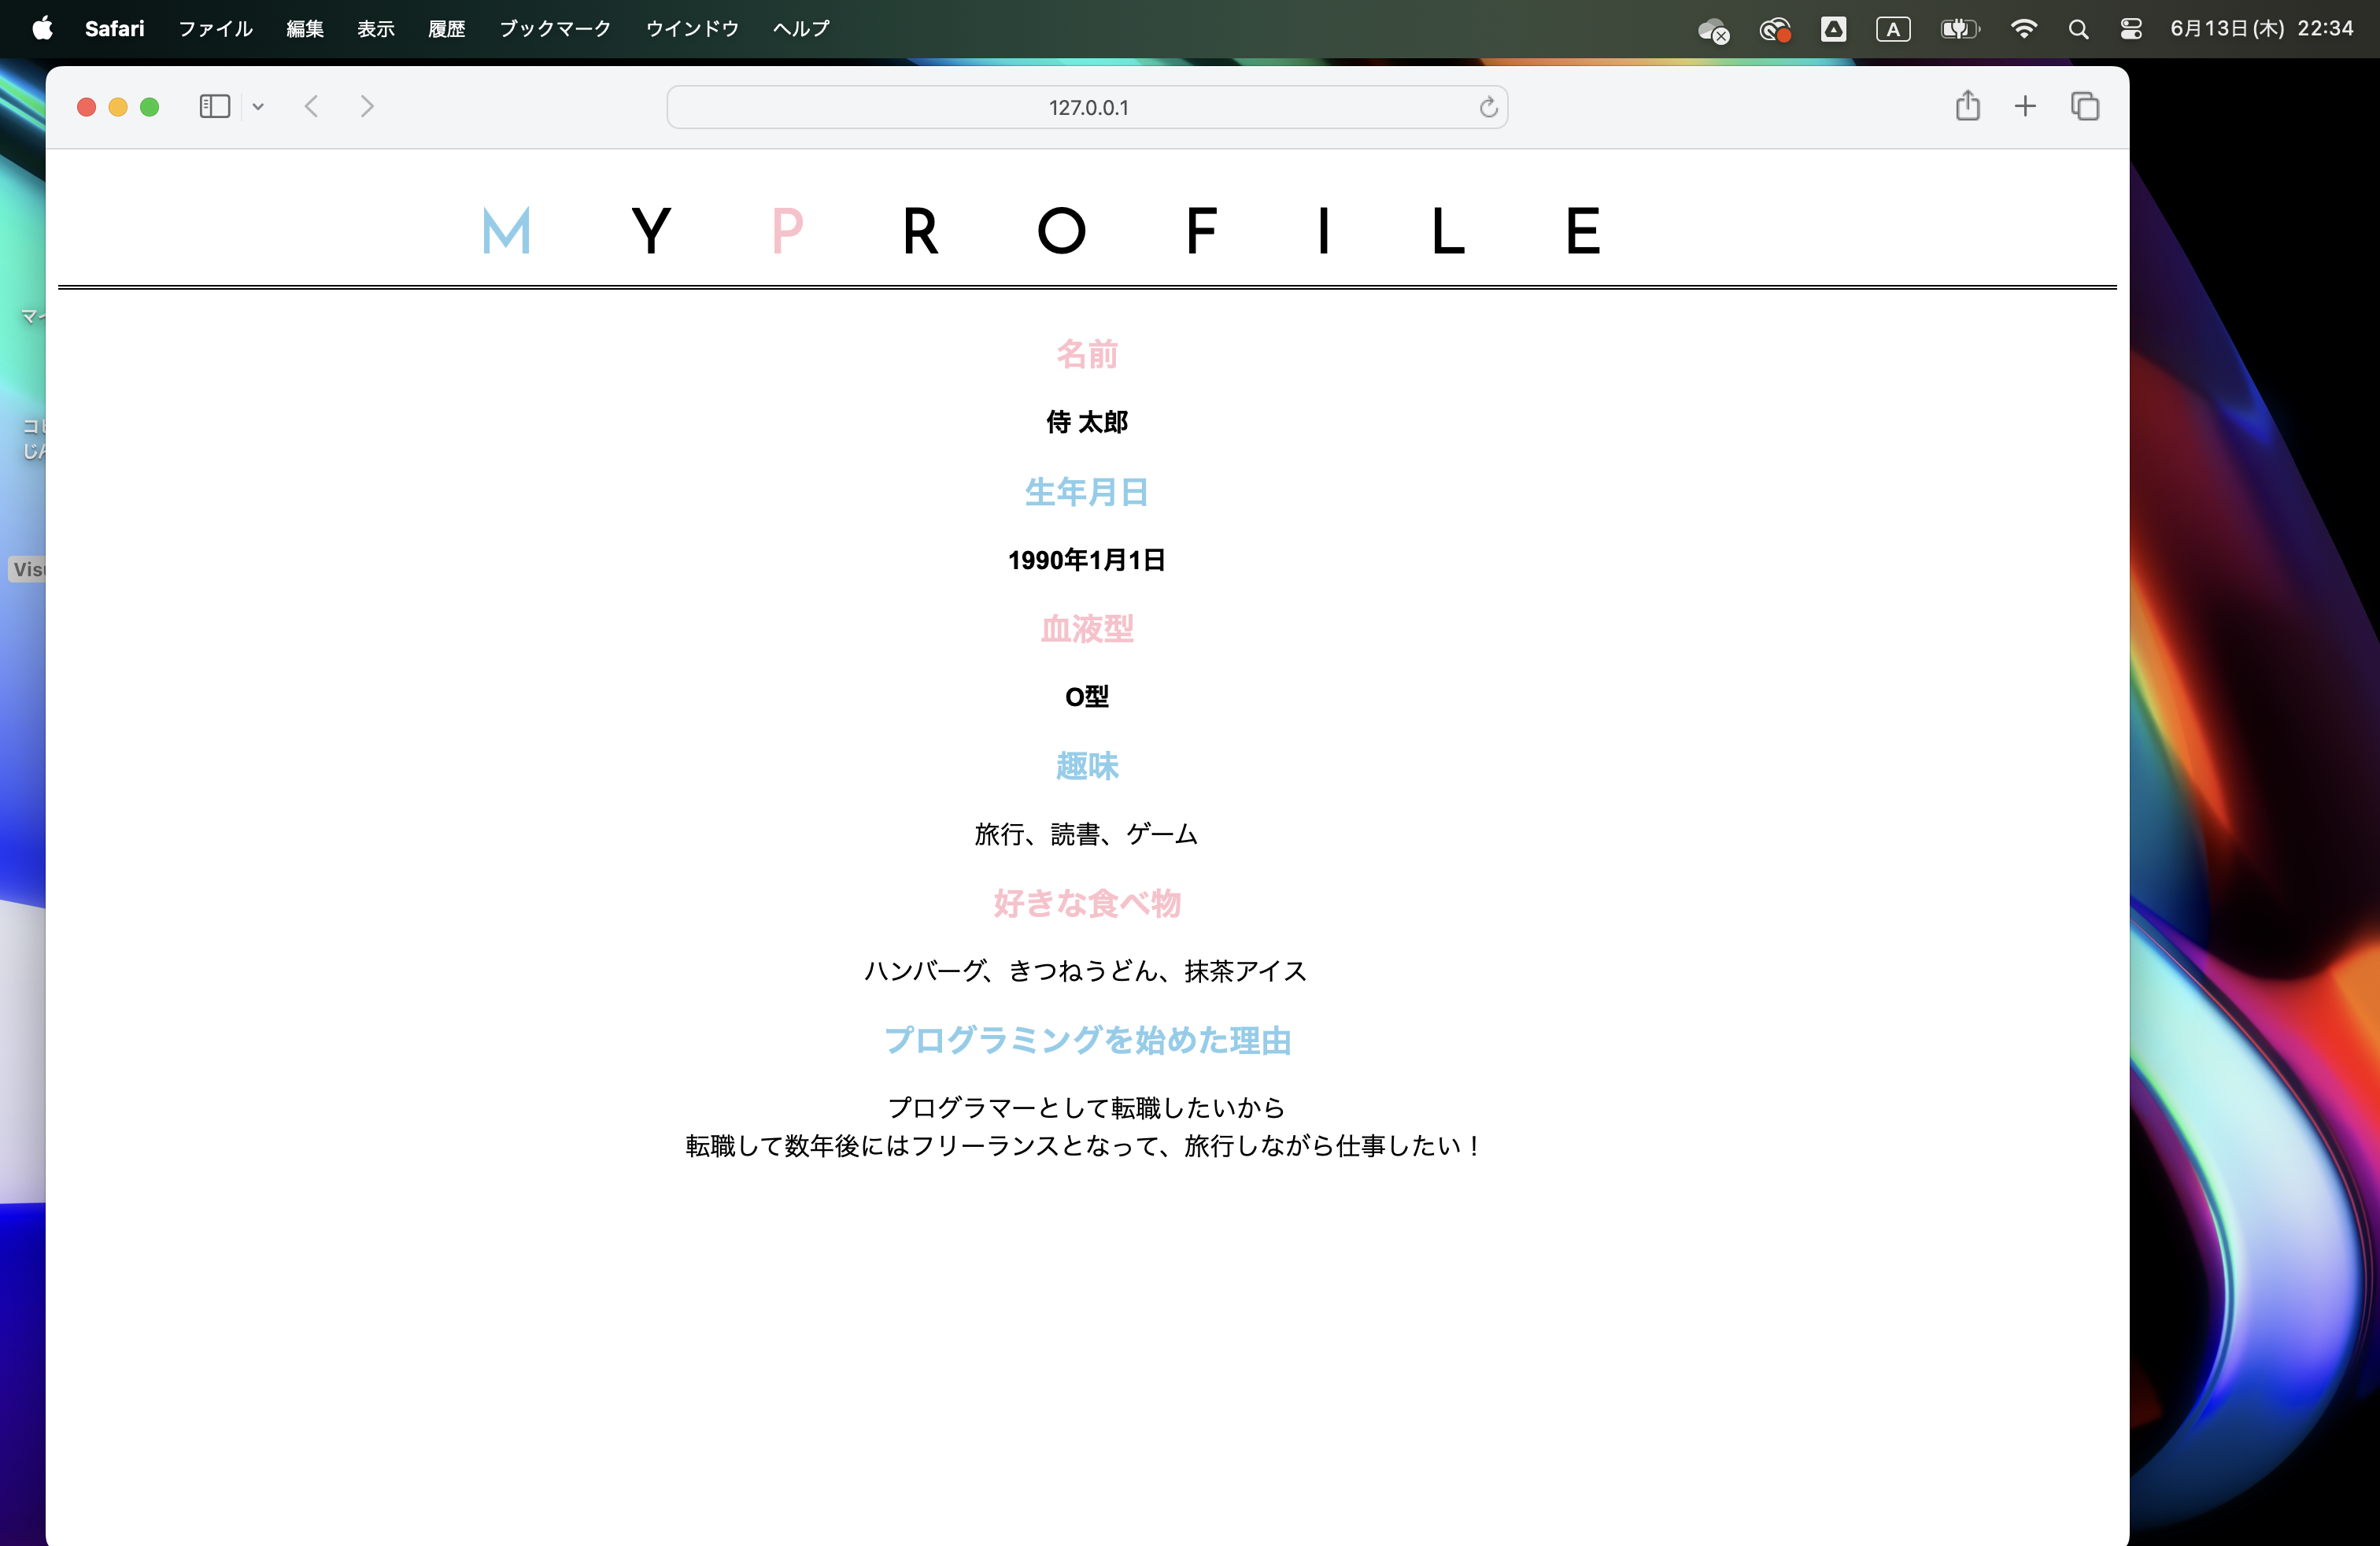 Safari ファイル 編集 表示 履歴 ブックマーク ウインドウ ヘルプ A 6月13日(木) 22:34
127.0.0.1
MY PROFILE
名前
侍 太郎
生年月日
1990年1月1日
血液型
O型
趣味
旅行、読書、ゲーム
好きな食べ物
ハンバーグ、きつねうどん、抹茶アイス
プログラミングを始めた理由
プログラマーとして転職したいから
転職して数年後にはフリーランスとなって、旅行しながら仕事したい！